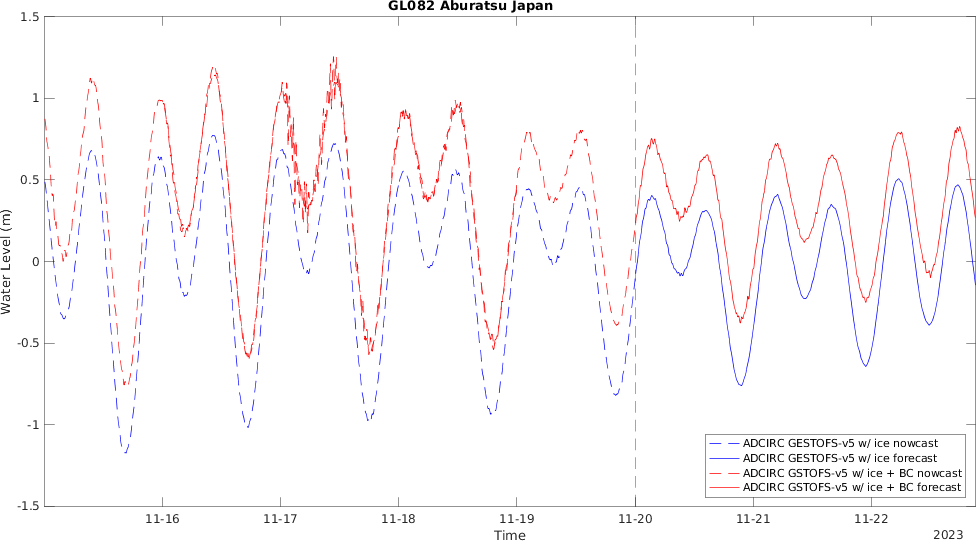 GL082 Aburatsu Japan
1.5
1
0.5
0
-0.5
-1
-1.5
Water Level (m)
11-16
11-17
11-18
11-19
11-20
11-21
11-22
Time
2023
ADCIRC GESTOFS-v5 w/ ice nowcast
ADCIRC GESTOFS-v5 w/ ice forecast
ADCIRC GSTOFS-v5 w/ ice + BC nowcast
ADCIRC GSTOFS-v5 w/ ice + BC forecast